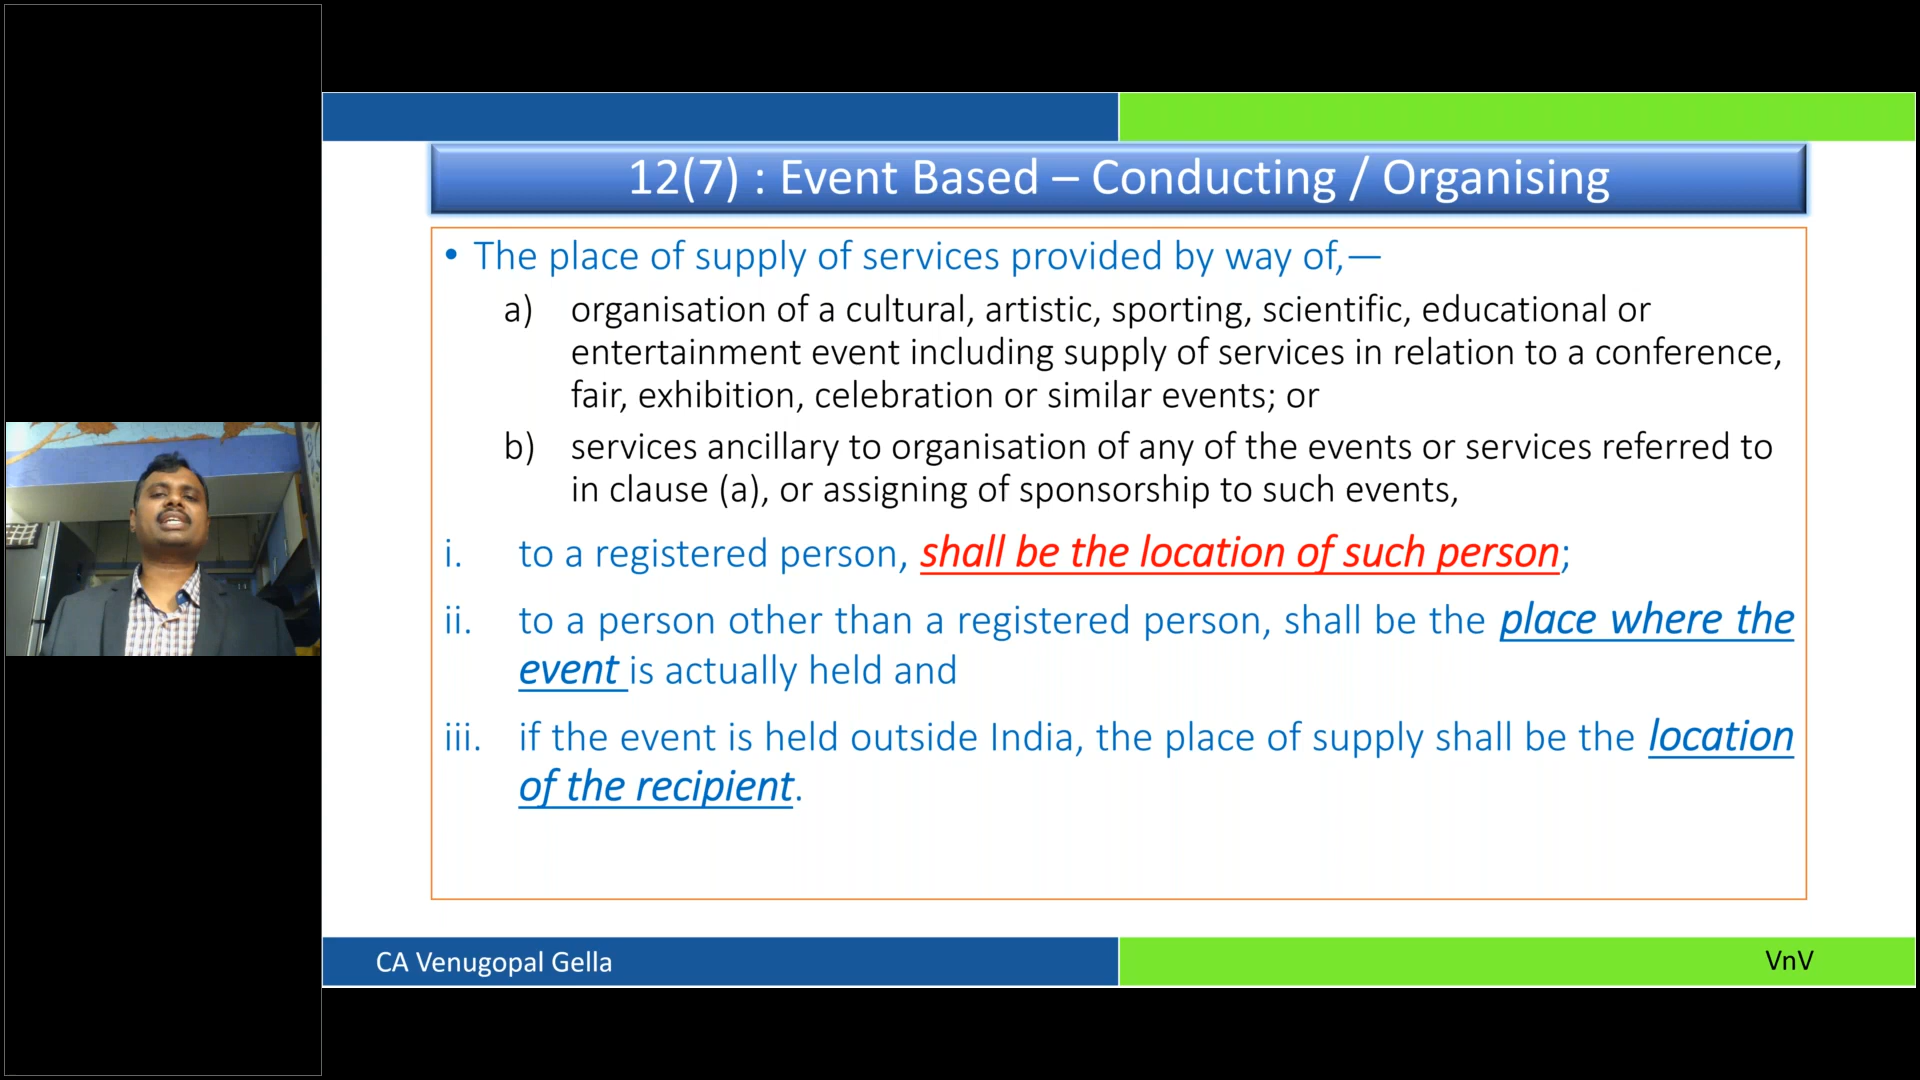 12(7) : Event Based – Conducting / Organising
• The place of supply of services provided by way of,—
a) organisation of a cultural, artistic, sporting, scientific, educational or
entertainment event including supply of services in relation to a conference,
fair, exhibition, celebration or similar events; or
b) services ancillary to organisation of any of the events or services referred to
in clause (a), or assigning of sponsorship to such events,
i. to a registered person, shall be the location of such person;
ii. to a person other than a registered person, shall be the place where the
event is actually held and
iii. if the event is held outside India, the place of supply shall be the location
of the recipient.
CA Venugopal Gella
VnV